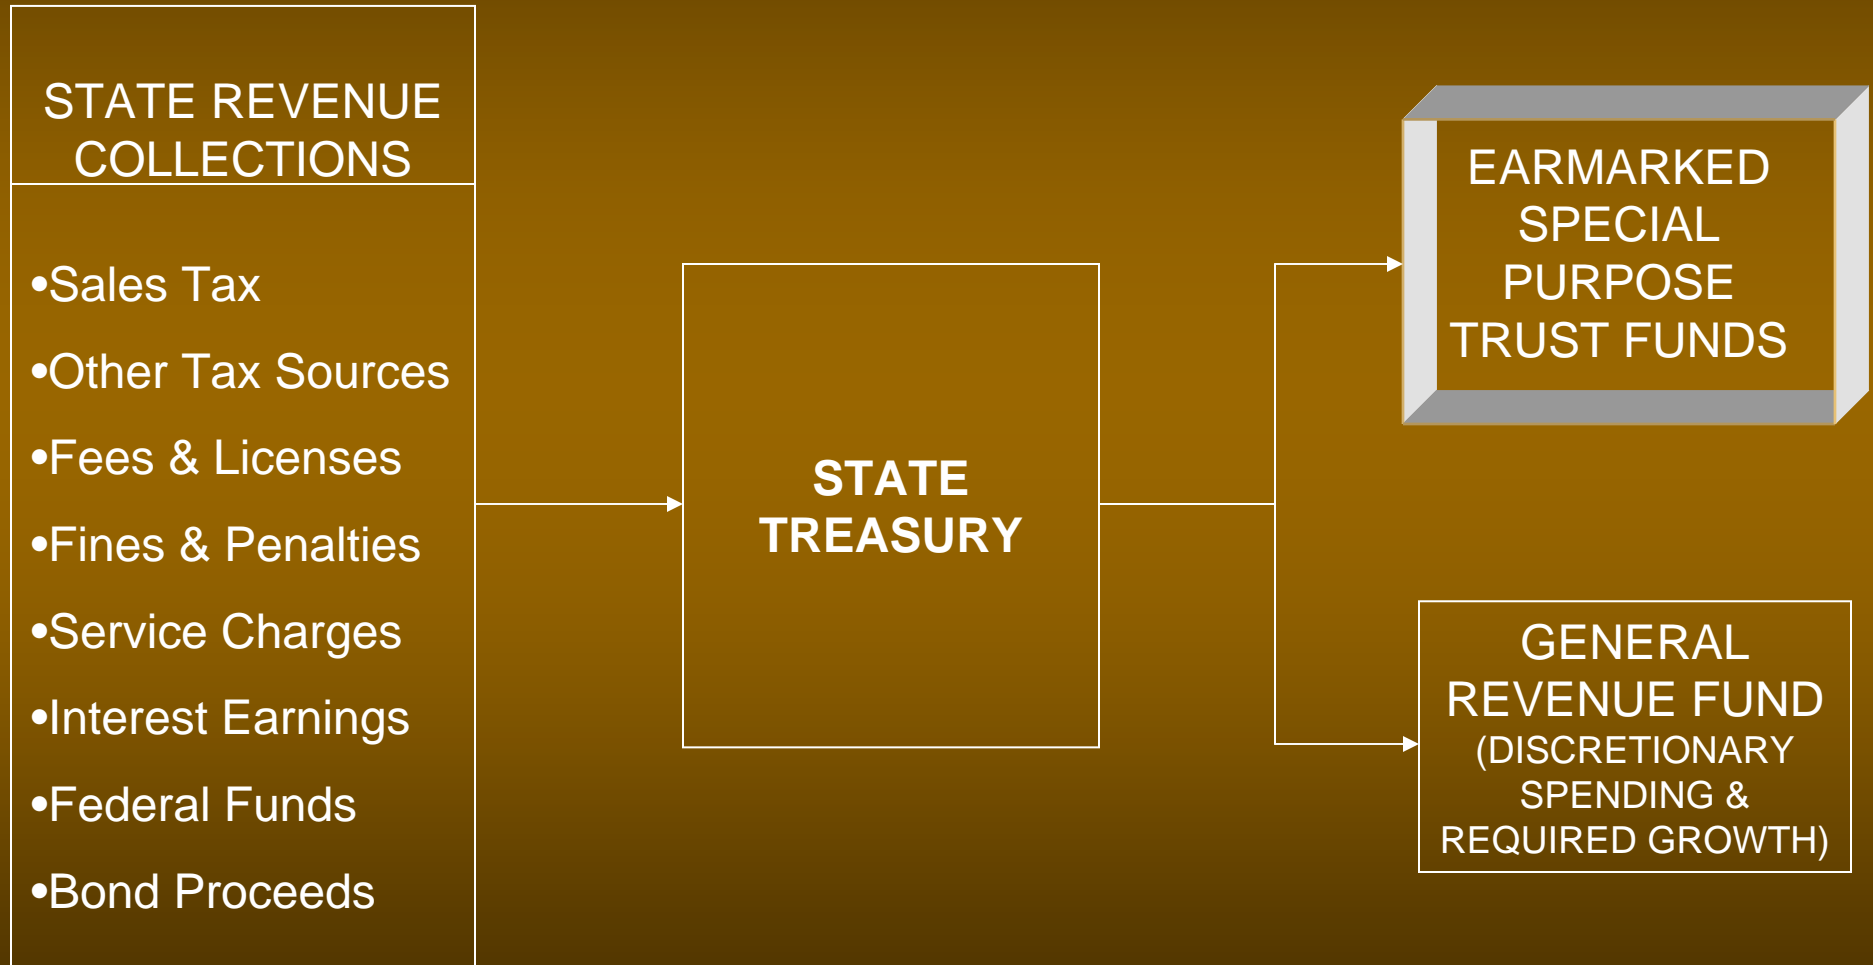 STATE REVENUE
COLLECTIONS
•Sales Tax
•Other Tax Sources
•Fees & Licenses
•Fines & Penalties
•Service Charges
•Interest Earnings
•Federal Funds
•Bond Proceeds
STATE
TREASURY
EARMARKED
SPECIAL
PURPOSE
TRUST FUNDS
GENERAL
REVENUE FUND
(DISCRETIONARY
SPENDING &
REQUIRED GROWTH)